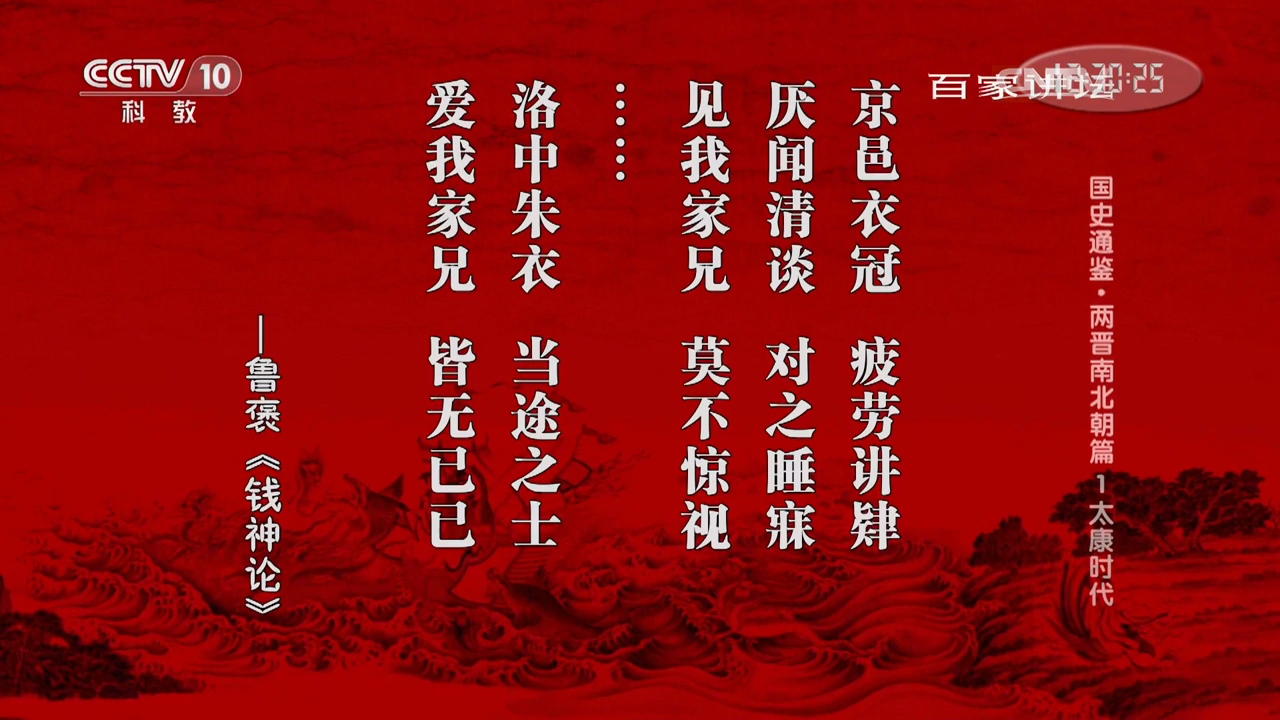 CCTV 10
科教
百家讲坛
:20:25
国史通鉴·两晋南北朝篇 1 太康时代
京邑衣冠 疲劳讲肄
厌闻清谈 对之睡寐
见我家兄 莫不惊视
……
洛中朱衣 当途之士
爱我家兄 皆无已已
—鲁褒《钱神论》